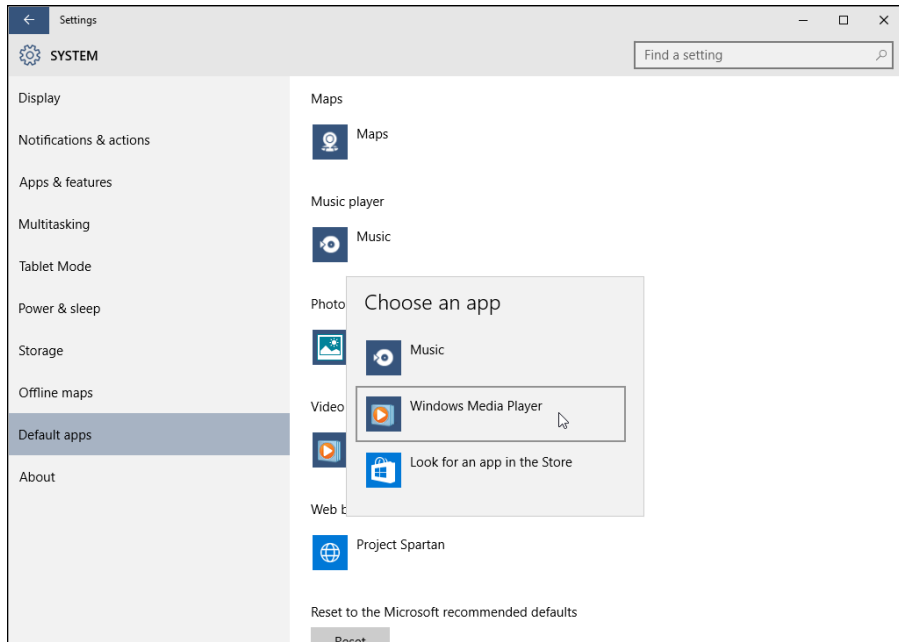 Settings
SYSTEM
Find a setting
Display
Notifications & actions
Apps & features
Multitasking
Tablet Mode
Power & sleep
Storage
Offline maps
Default apps
About
Maps
Maps
Music player
Music
Photo
Video
Web b
Project Spartan
Reset to the Microsoft recommended defaults
Reset
Choose an app
Music
Windows Media Player
Look for an app in the Store